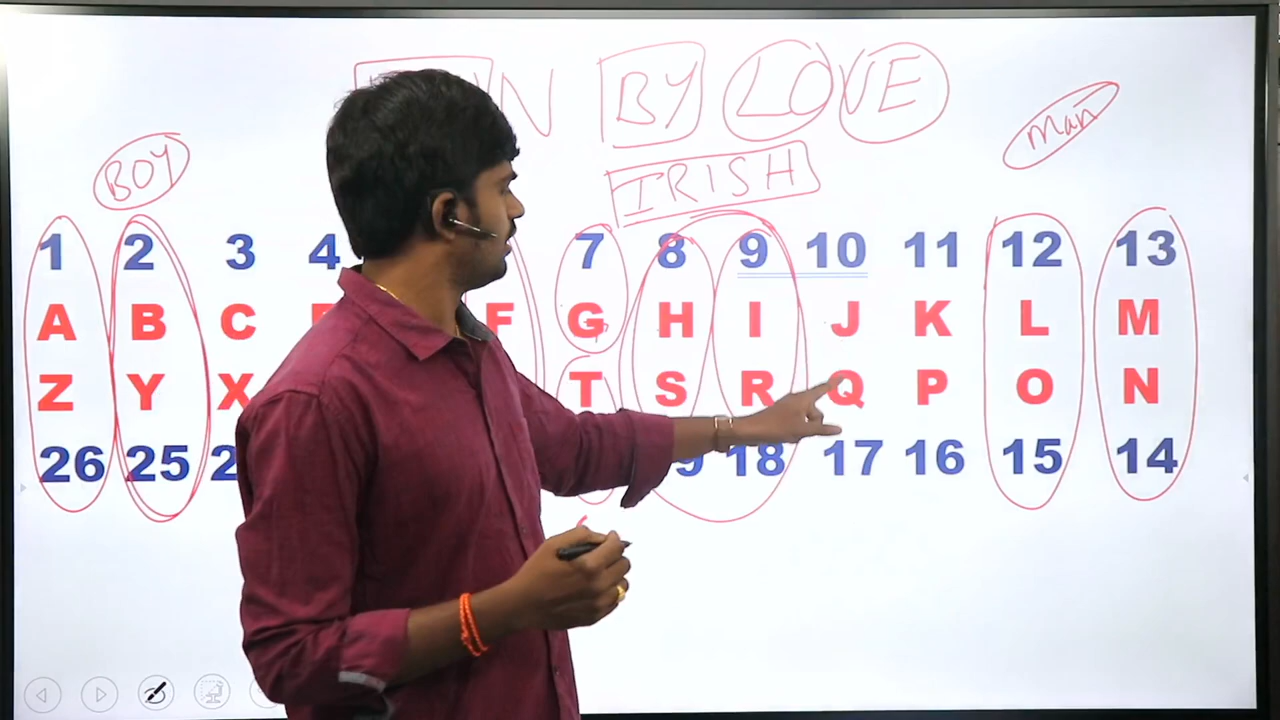 N BY LOVE
Man
BOY
IRISH
1 2 3 4 7 8 9 10 11 12 13
A B C F G H I J K L M
Z Y X T S R Q P O N
26 25 2 9 18 17 16 15 14